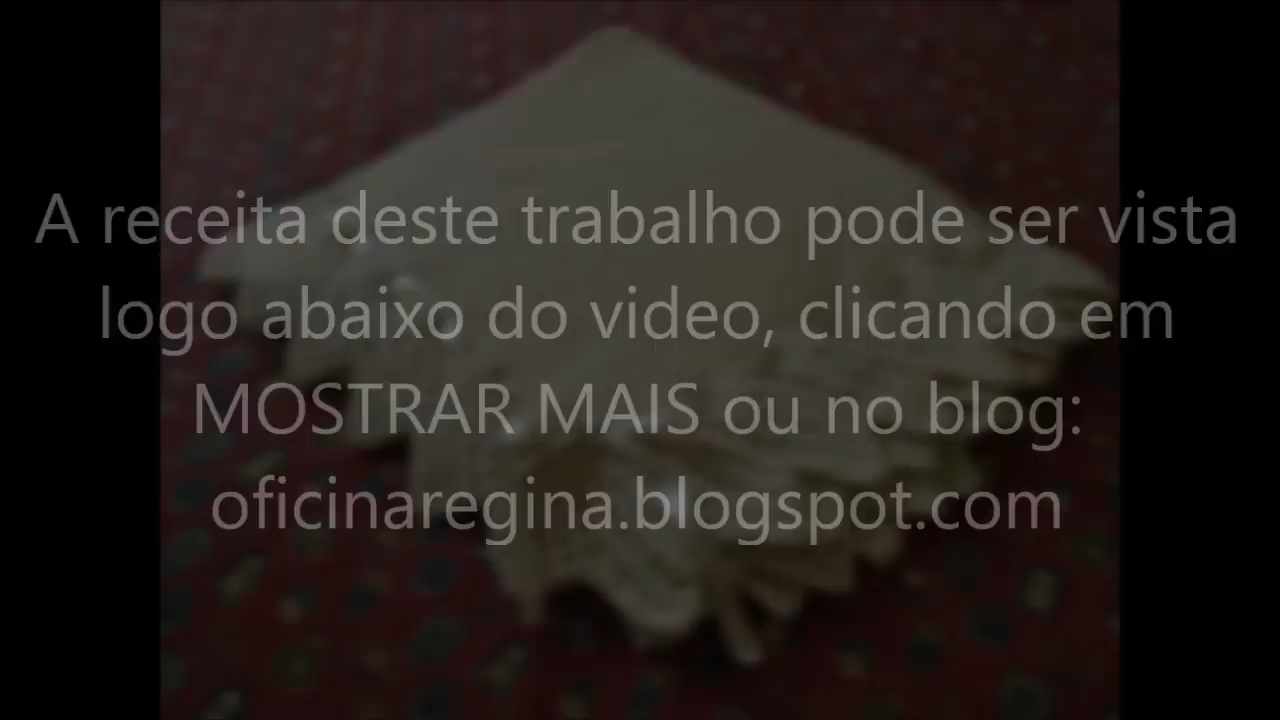 A receita deste trabalho pode ser vista
logo abaixo do video, clicando em
MOSTRAR MAIS ou no blog:
oficinaregina.blogspot.com